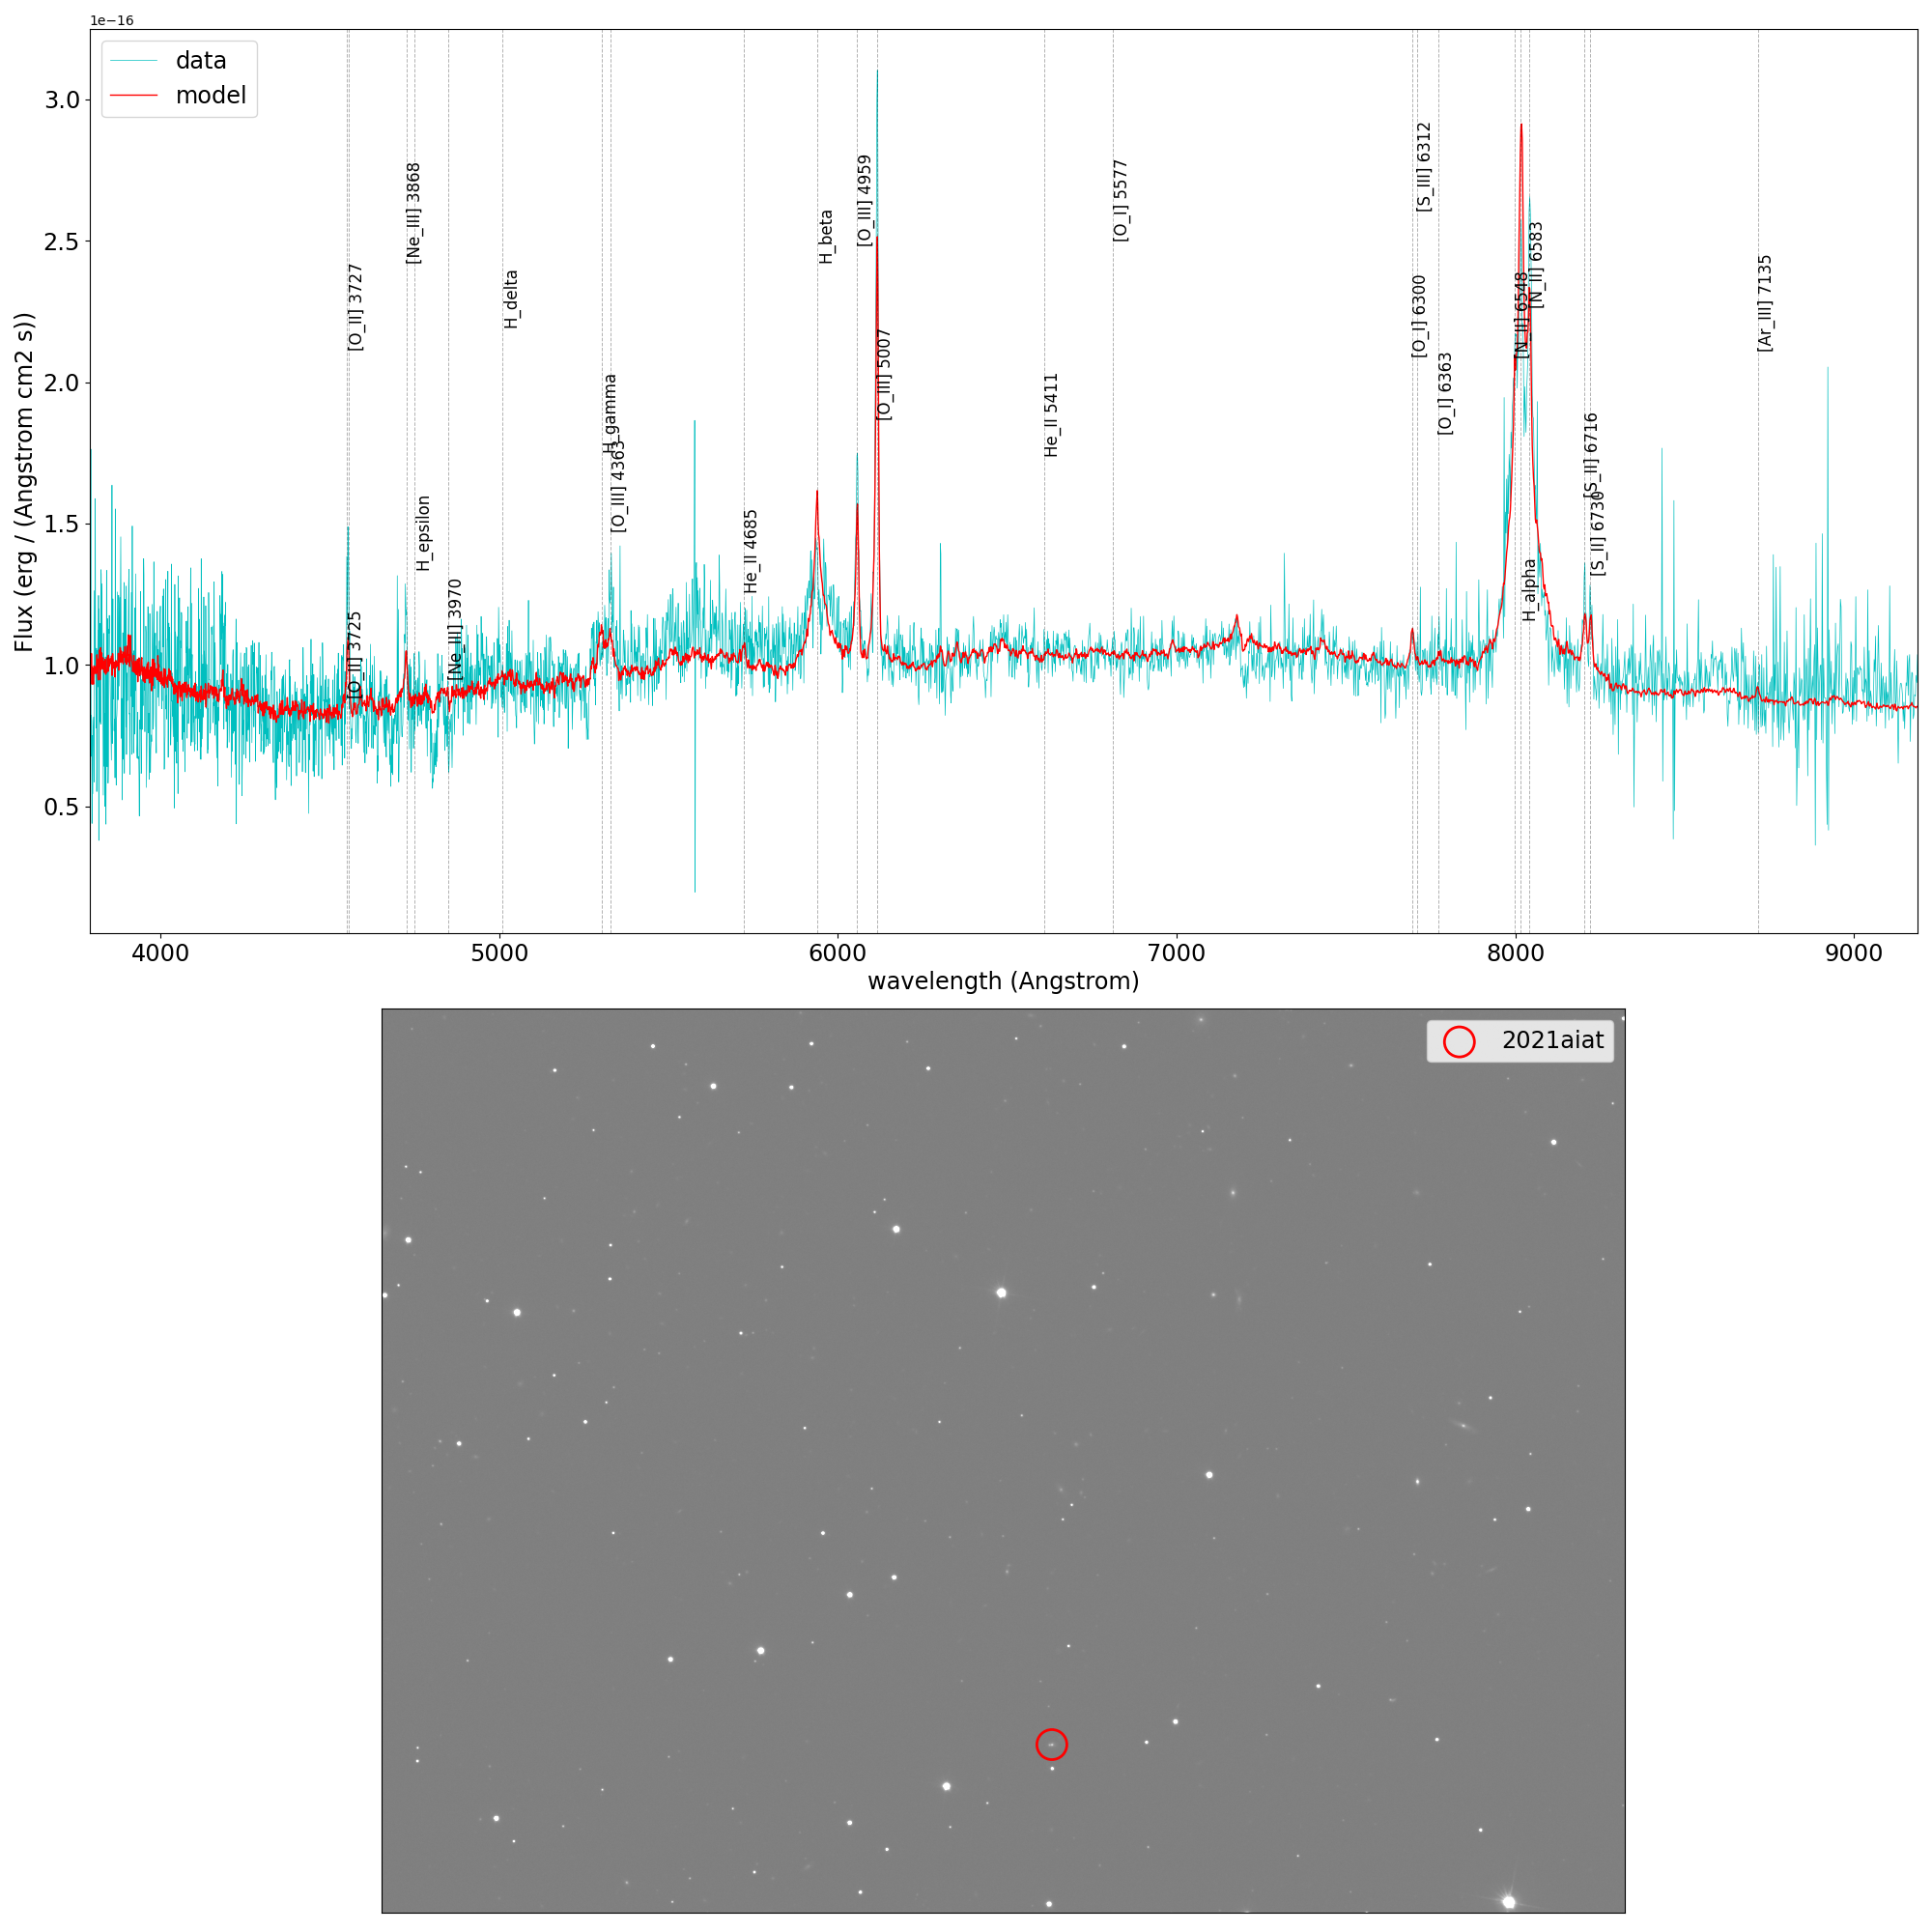 1e−16
data
model
3.0
2.5
2.0
1.5
1.0
0.5
Flux (erg / (Angstrom cm2 s))
[O_II] 3727
[O_II] 3725
[Ne_III] 3868
H_epsilon
[Ne_III] 3970
H_delta
H_gamma
[O_III] 4363
He_II 4685
H_beta
[O_III] 4959
[O_III] 5007
He_II 5411
[O_I] 5577
[S_III] 6312
[O_I] 6300
[O_I] 6363
[N_II] 6548
[N_II] 6583
H_alpha
[S_II] 6716
[S_II] 6730
[Ar_III] 7135
4000 5000 6000 7000 8000 9000
wavelength (Angstrom)
2021aiat